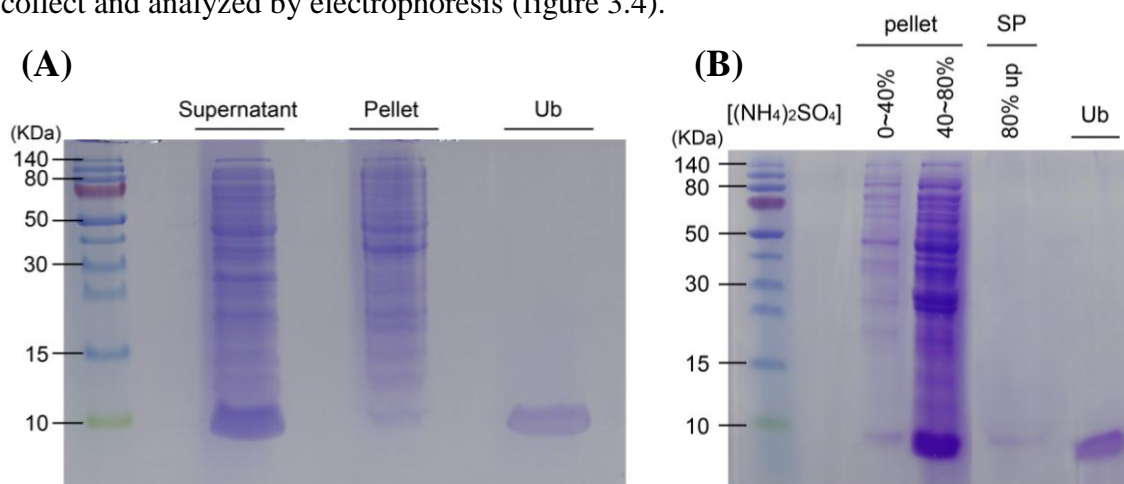 collect and analyzed by electrophoresis (figure 3.4).
(A)
Supernatant Pellet Ub
(KDa)
140
80
50
30
15
10
(B)
pellet SP
[(NH4)2SO4] 0~40% 40~80% 80% up Ub
(KDa)
140
80
50
30
15
10